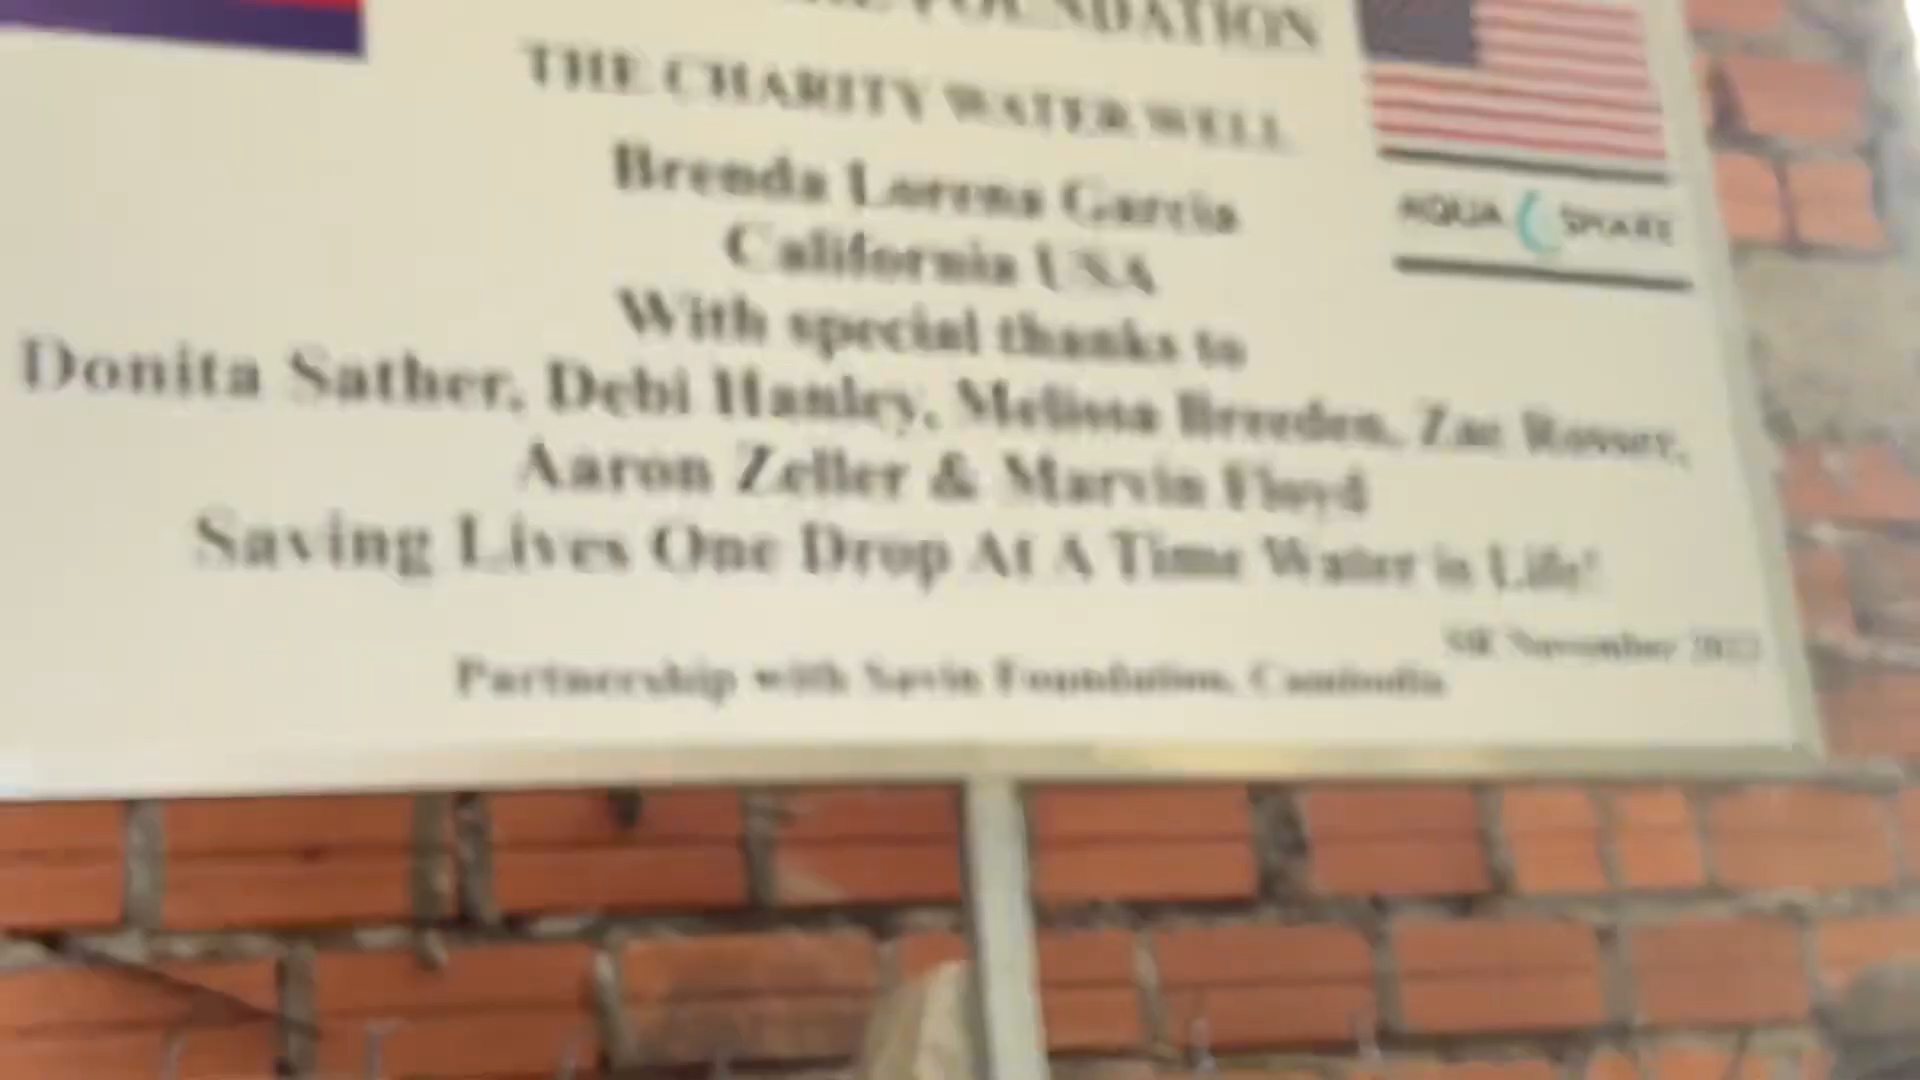 FOUNDATION
THE CHARITY WATER WELL
Brenda Lorena Garcia
California USA
AQUA SHARE
With special thanks to
Donita Sather, Debi Hanley, Melissa Breeden, Zae Rosser,
Aaron Zeller & Marvin Floyd
Saving Lives One Drop At A Time Water is Life!
November
Partnership with Savin Foundation, Cambodia